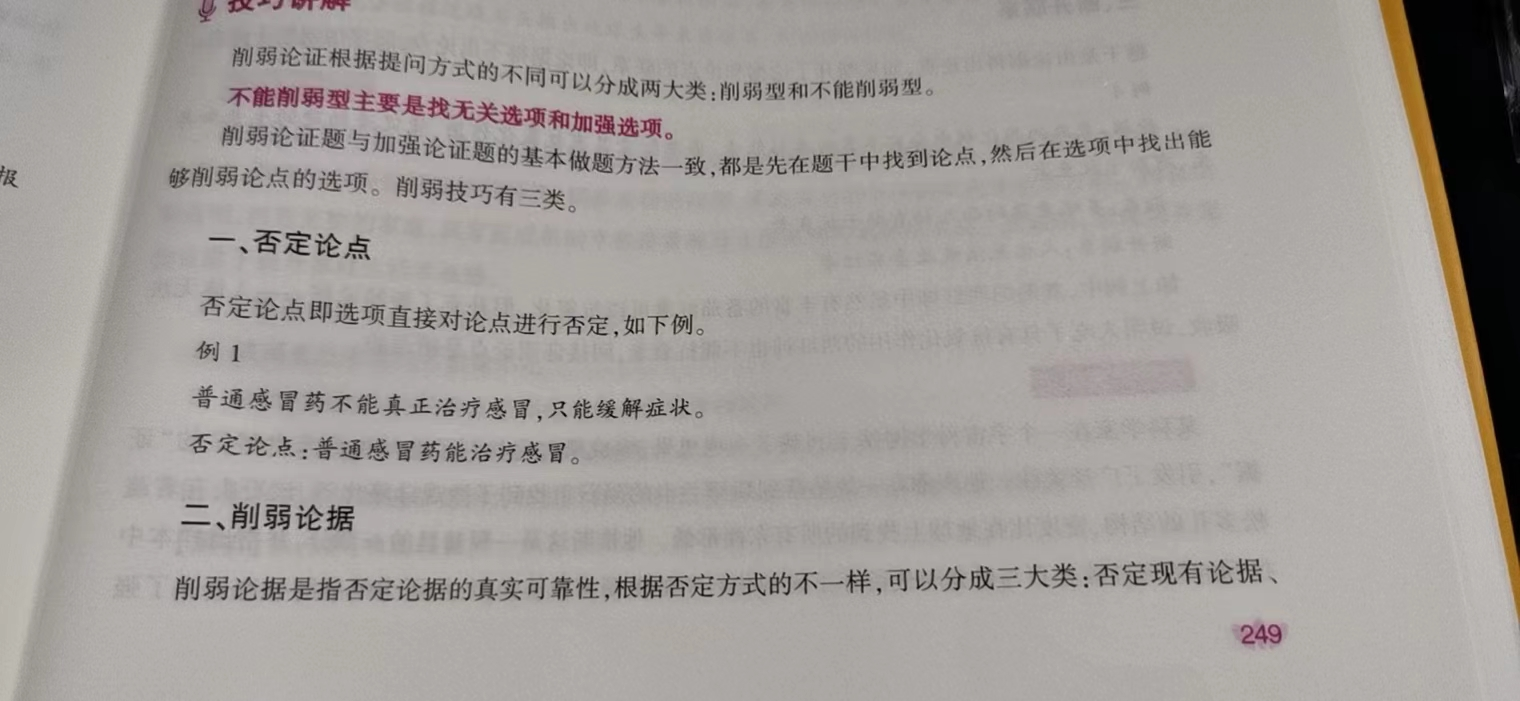 技巧讲解
削弱论证根据提问方式的不同可以分成两大类:削弱型和不能削弱型。
不能削弱型主要是找无关选项和加强选项。
削弱论证题与加强论证题的基本做题方法一致,都是先在题干中找到论点,然后在选项中找出能
够削弱论点的选项。削弱技巧有三类。
报
一、否定论点
否定论点即选项直接对论点进行否定,如下例。
例 1
普通感冒药不能真正治疗感冒,只能缓解症状。
否定论点:普通感冒药能治疗感冒。
二、削弱论据
削弱论据是指否定论据的真实可靠性,根据否定方式的不一样,可以分成三大类:否定现有论据、
249